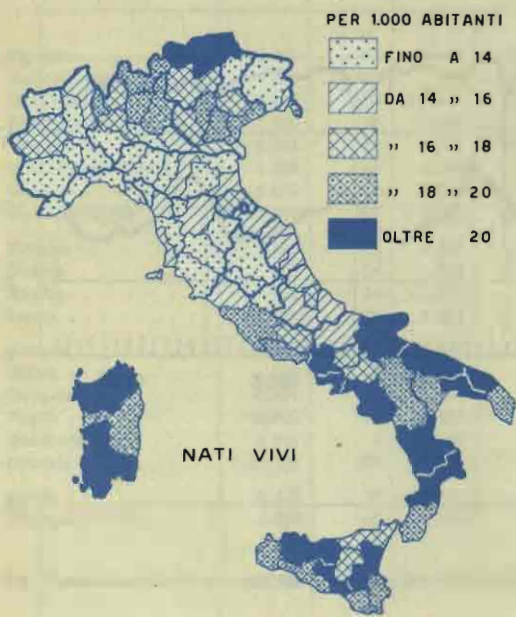 PER 1.000 ABITANTI
FINO A 14
DA 14 ,, 16
,, 16 ,, 18
,, 18 ,, 20
OLTRE 20
NATI VIVI